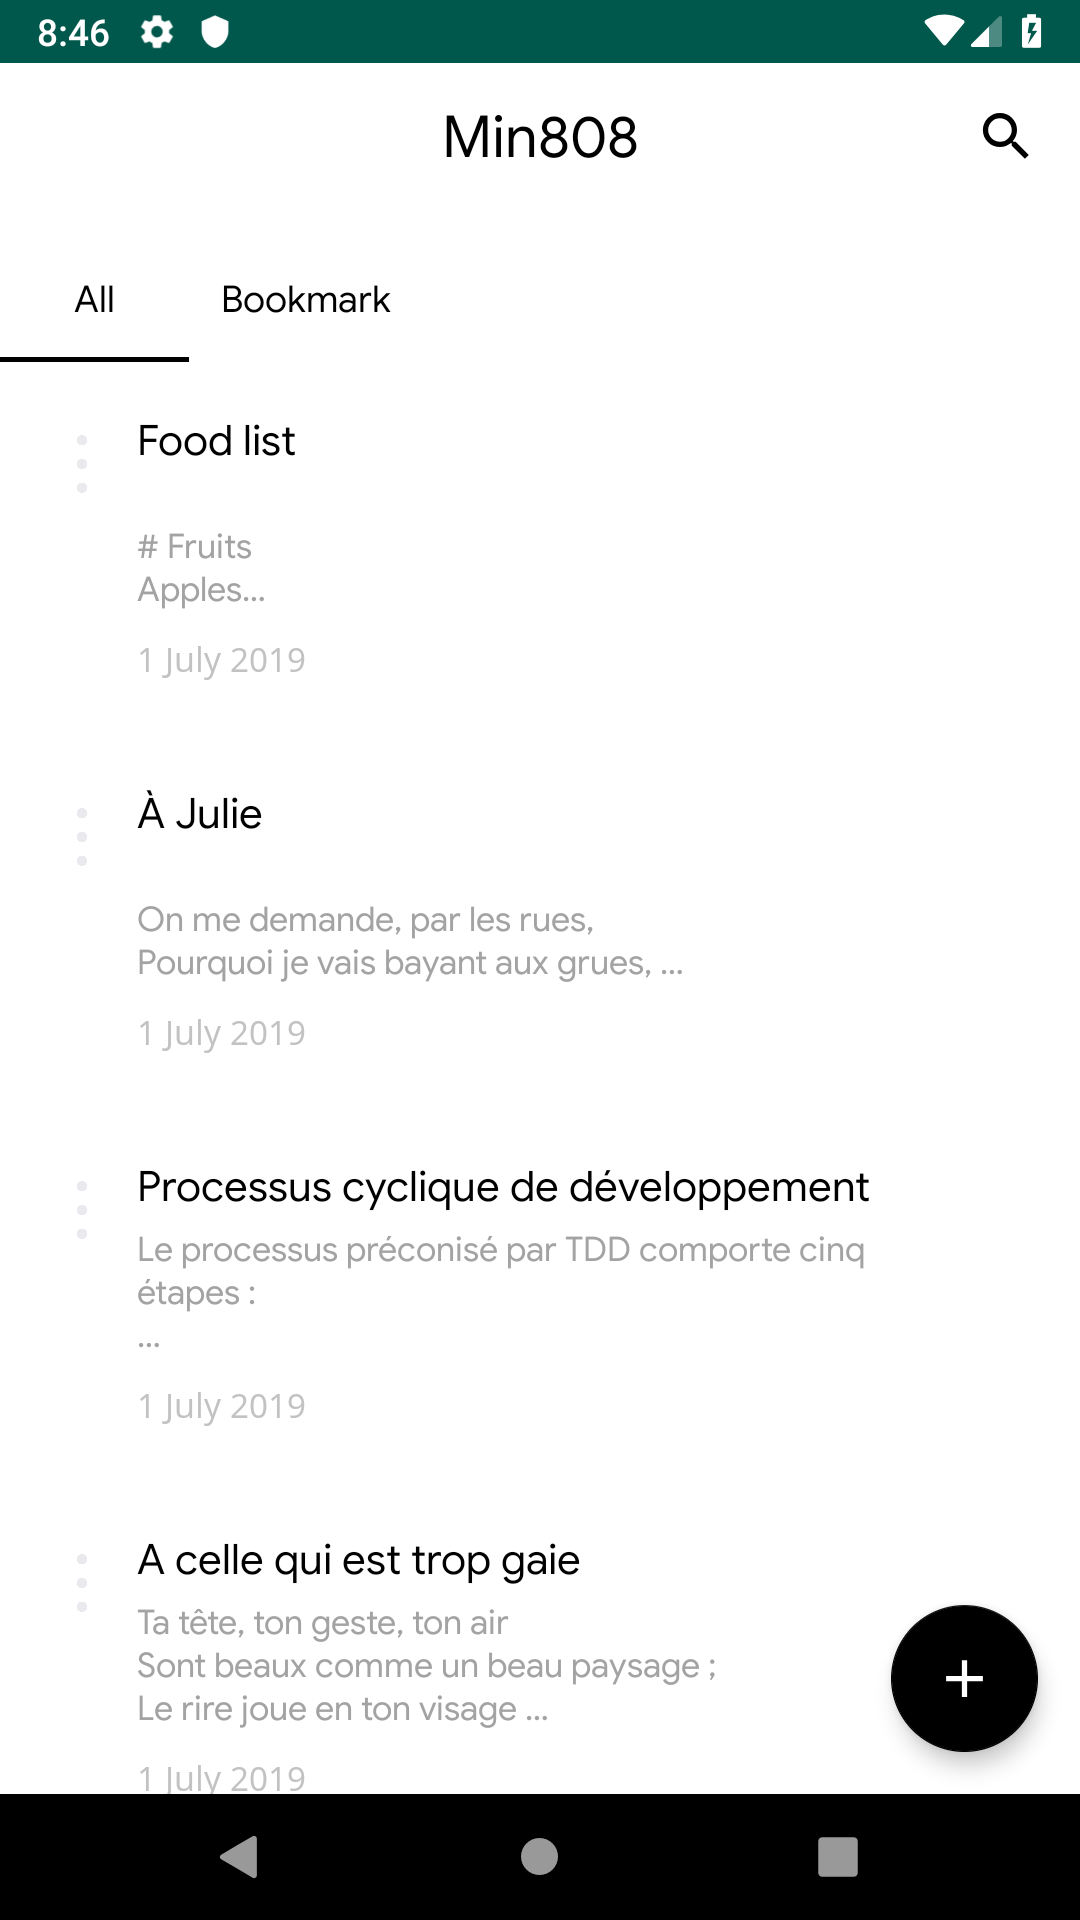 8:46
Min808
All Bookmark
Food list
# Fruits
Apples...
1 July 2019
À Julie
On me demande, par les rues,
Pourquoi je vais bayant aux grues, ...
1 July 2019
Processus cyclique de développement
Le processus préconisé par TDD comporte cinq
étapes :
...
1 July 2019
A celle qui est trop gaie
Ta tête, ton geste, ton air
Sont beaux comme un beau paysage ;
Le rire joue en ton visage ...
1 July 2019